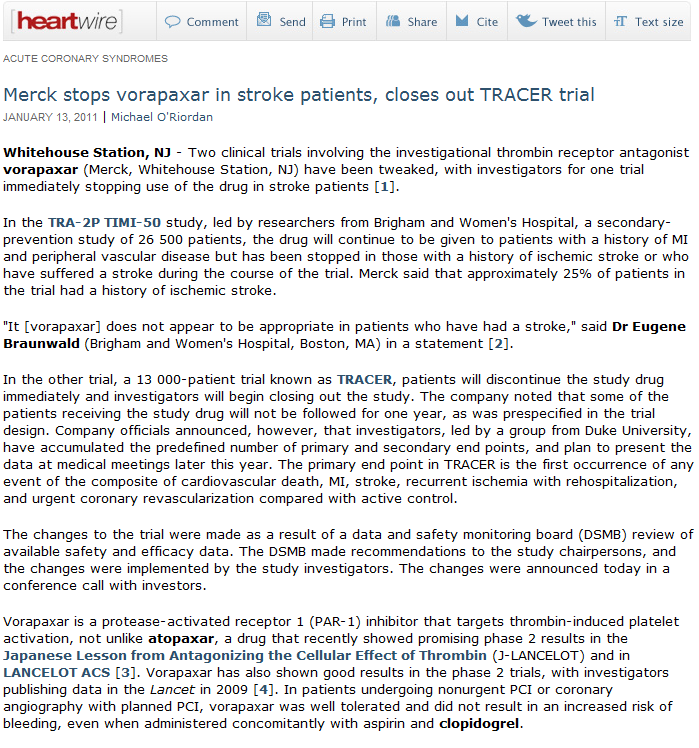 [heartwire] Comment Send Print Share Cite Tweet this Text size
ACUTE CORONARY SYNDROMES
Merck stops vorapaxar in stroke patients, closes out TRACER trial
JANUARY 13, 2011 | Michael O'Riordan
Whitehouse Station, NJ - Two clinical trials involving the investigational thrombin receptor antagonist
vorapaxar (Merck, Whitehouse Station, NJ) have been tweaked, with investigators for one trial
immediately stopping use of the drug in stroke patients [1].
In the TRA-2P TIMI-50 study, led by researchers from Brigham and Women's Hospital, a secondary-
prevention study of 26 500 patients, the drug will continue to be given to patients with a history of MI
and peripheral vascular disease but has been stopped in those with a history of ischemic stroke or who
have suffered a stroke during the course of the trial. Merck said that approximately 25% of patients in
the trial had a history of ischemic stroke.
"It [vorapaxar] does not appear to be appropriate in patients who have had a stroke," said Dr Eugene
Braunwald (Brigham and Women's Hospital, Boston, MA) in a statement [2].
In the other trial, a 13 000-patient trial known as TRACER, patients will discontinue the study drug
immediately and investigators will begin closing out the study. The company noted that some of the
patients receiving the study drug will not be followed for one year, as was prespecified in the trial
design. Company officials announced, however, that investigators, led by a group from Duke University,
have accumulated the predefined number of primary and secondary end points, and plan to present the
data at medical meetings later this year. The primary end point in TRACER is the first occurrence of any
event of the composite of cardiovascular death, MI, stroke, recurrent ischemia with rehospitalization,
and urgent coronary revascularization compared with active control.
The changes to the trial were made as a result of a data and safety monitoring board (DSMB) review of
available safety and efficacy data. The DSMB made recommendations to the study chairpersons, and
the changes were implemented by the study investigators. The changes were announced today in a
conference call with investors.
Vorapaxar is a protease-activated receptor 1 (PAR-1) inhibitor that targets thrombin-induced platelet
activation, not unlike atopaxar, a drug that recently showed promising phase 2 results in the
Japanese Lesson from Antagonizing the Cellular Effect of Thrombin (J-LANCELOT) and in
LANCELOT ACS [3]. Vorapaxar has also shown good results in the phase 2 trials, with investigators
publishing data in the Lancet in 2009 [4]. In patients undergoing nonurgent PCI or coronary
angiography with planned PCI, vorapaxar was well tolerated and did not result in an increased risk of
bleeding, even when administered concomitantly with aspirin and clopidogrel.